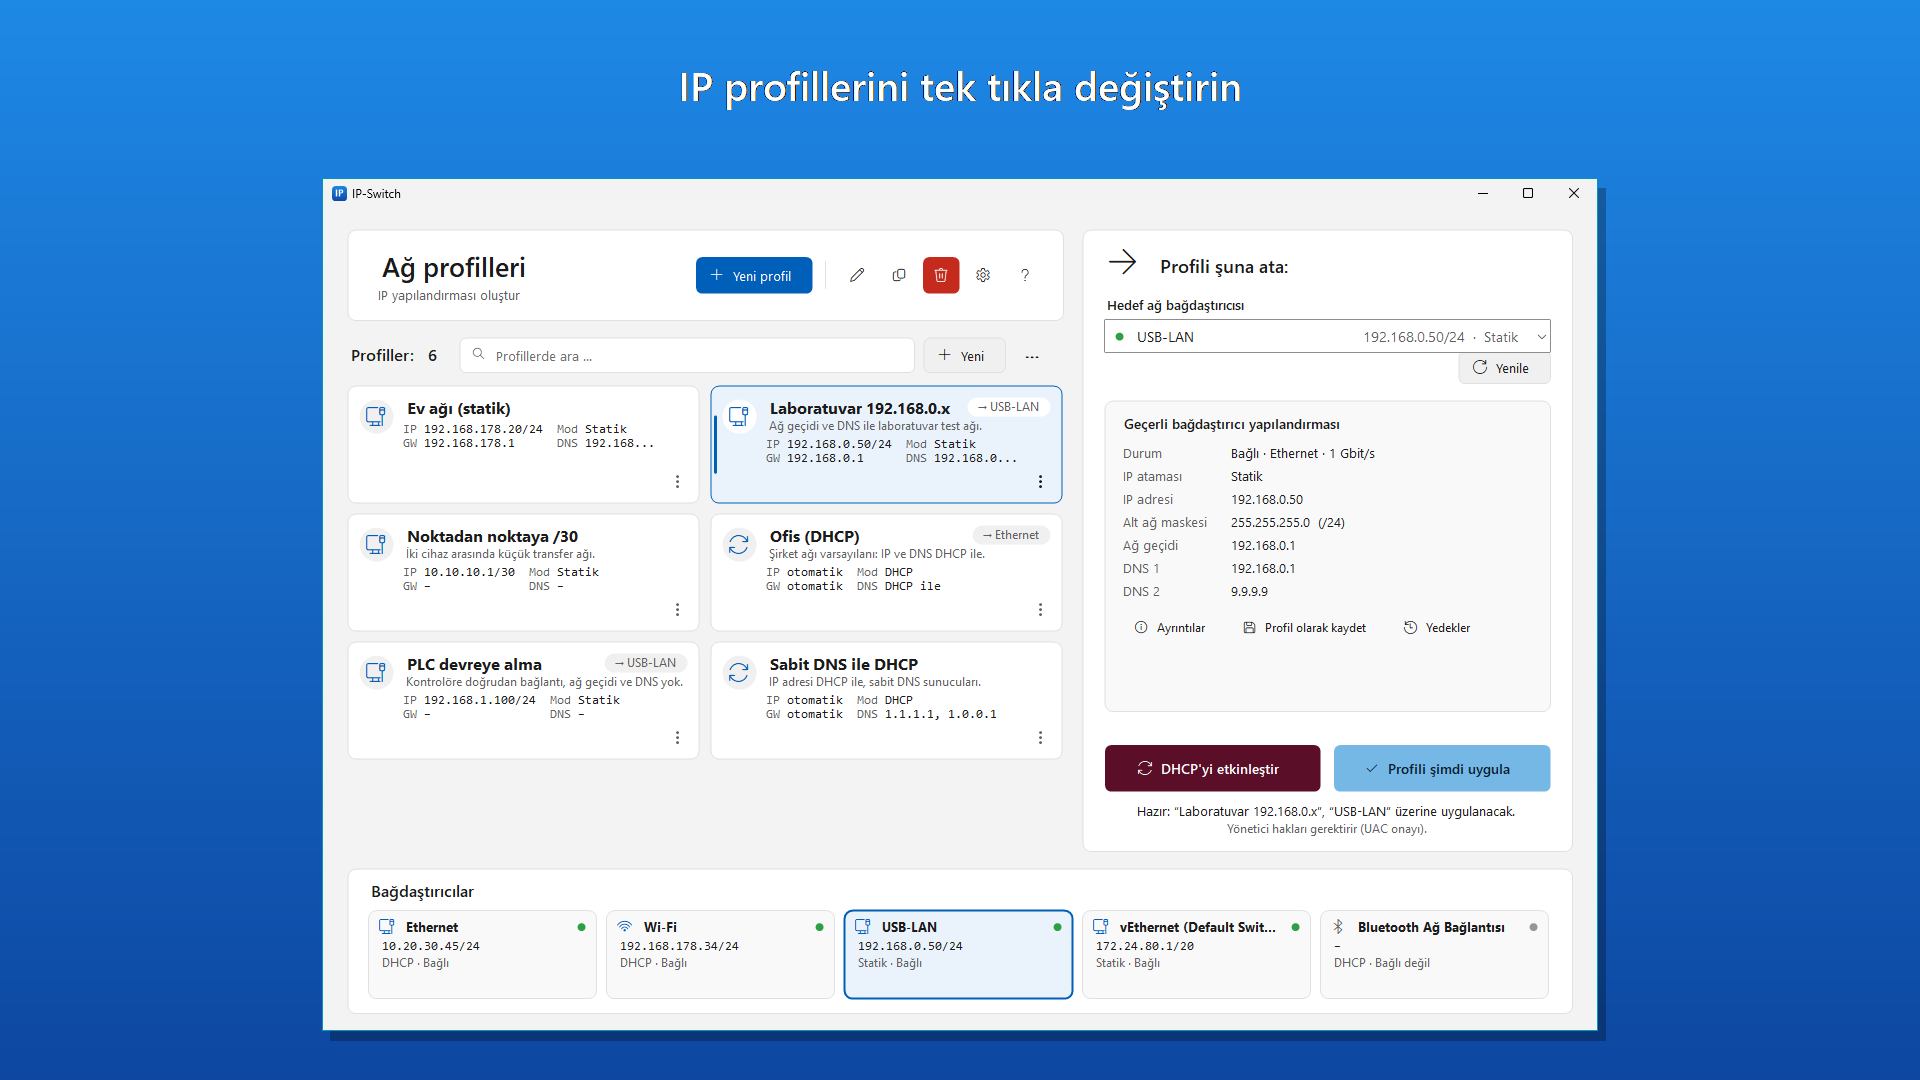 IP profillerini tek tıkla değiştirin
IP IP-Switch
Ağ profilleri
IP yapılandırması oluştur
Yeni profil
?
Profiller: 6
Profillerde ara ...
Yeni
...
Ev ağı (statik)
IP 192.168.178.20/24 Mod Statik
GW 192.168.178.1 DNS 192.168...
Laboratuvar 192.168.0.x
→ USB-LAN
Ağ geçidi ve DNS ile laboratuvar test ağı.
IP 192.168.0.50/24 Mod Statik
GW 192.168.0.1 DNS 192.168.0...
Noktadan noktaya /30
İki cihaz arasında küçük transfer ağı.
IP 10.10.10.1/30 Mod Statik
GW – DNS –
Ofis (DHCP)
→ Ethernet
Şirket ağı varsayılanı: IP ve DNS DHCP ile.
IP otomatik Mod DHCP
GW otomatik DNS DHCP ile
PLC devreye alma
→ USB-LAN
Kontrolöre doğrudan bağlantı, ağ geçidi ve DNS yok.
IP 192.168.1.100/24 Mod Statik
GW – DNS –
Sabit DNS ile DHCP
IP adresi DHCP ile, sabit DNS sunucuları.
IP otomatik Mod DHCP
GW otomatik DNS 1.1.1.1, 1.0.0.1
Profili şuna ata:
Hedef ağ bağdaştırıcısı
USB-LAN 192.168.0.50/24 · Statik
Yenile
Geçerli bağdaştırıcı yapılandırması
Durum Bağlı · Ethernet · 1 Gbit/s
IP ataması Statik
IP adresi 192.168.0.50
Alt ağ maskesi 255.255.255.0 (/24)
Ağ geçidi 192.168.0.1
DNS 1 192.168.0.1
DNS 2 9.9.9.9
Ayrıntılar Profil olarak kaydet Yedekler
DHCP'yi etkinleştir
Profili şimdi uygula
Hazır: “Laboratuvar 192.168.0.x”, “USB-LAN” üzerine uygulanacak.
Yönetici hakları gerektirir (UAC onayı).
Bağdaştırıcılar
Ethernet
10.20.30.45/24
DHCP · Bağlı
Wi-Fi
192.168.178.34/24
DHCP · Bağlı
USB-LAN
192.168.0.50/24
Statik · Bağlı
vEthernet (Default Swit...
172.24.80.1/20
Statik · Bağlı
Bluetooth Ağ Bağlantısı
–
DHCP · Bağlı değil